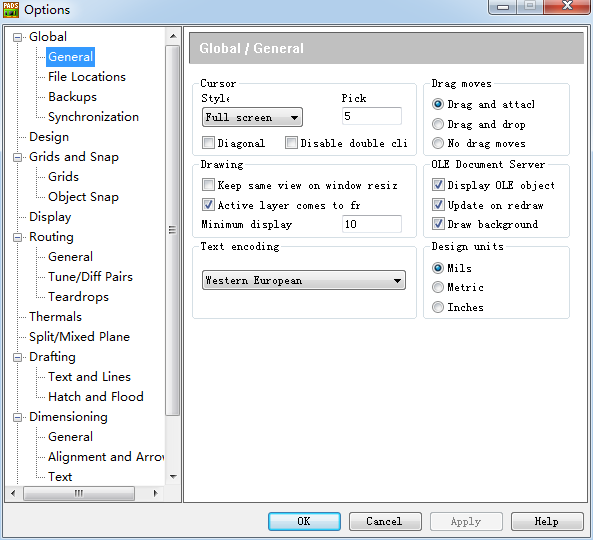 PADS
Options
Global
General
File Locations
Backups
Synchronization
Design
Grids and Snap
Grids
Object Snap
Display
Routing
General
Tune/Diff Pairs
Teardrops
Thermals
Split/Mixed Plane
Drafting
Text and Lines
Hatch and Flood
Dimensioning
General
Alignment and Arrow
Text
Global / General
Cursor
Style
Pick
Full screen
5
Diagonal
Disable double cli
Drawing
Keep same view on window resiz
Active layer comes to fr
Minimum display
10
Text encoding
Western European
Drag moves
Drag and attach
Drag and drop
No drag moves
OLE Document Server
Display OLE object
Update on redraw
Draw background
Design units
Mils
Metric
Inches
OK
Cancel
Apply
Help